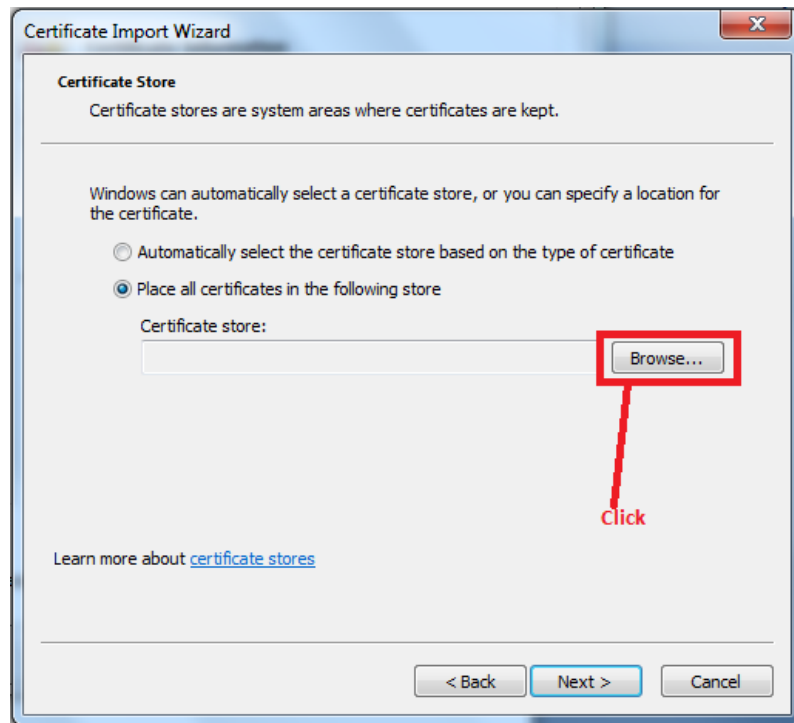 Certificate Import Wizard
Certificate Store
Certificate stores are system areas where certificates are kept.
Windows can automatically select a certificate store, or you can specify a location for
the certificate.
Automatically select the certificate store based on the type of certificate
Place all certificates in the following store
Certificate store:
Browse...
Click
Learn more about certificate stores
< Back Next > Cancel